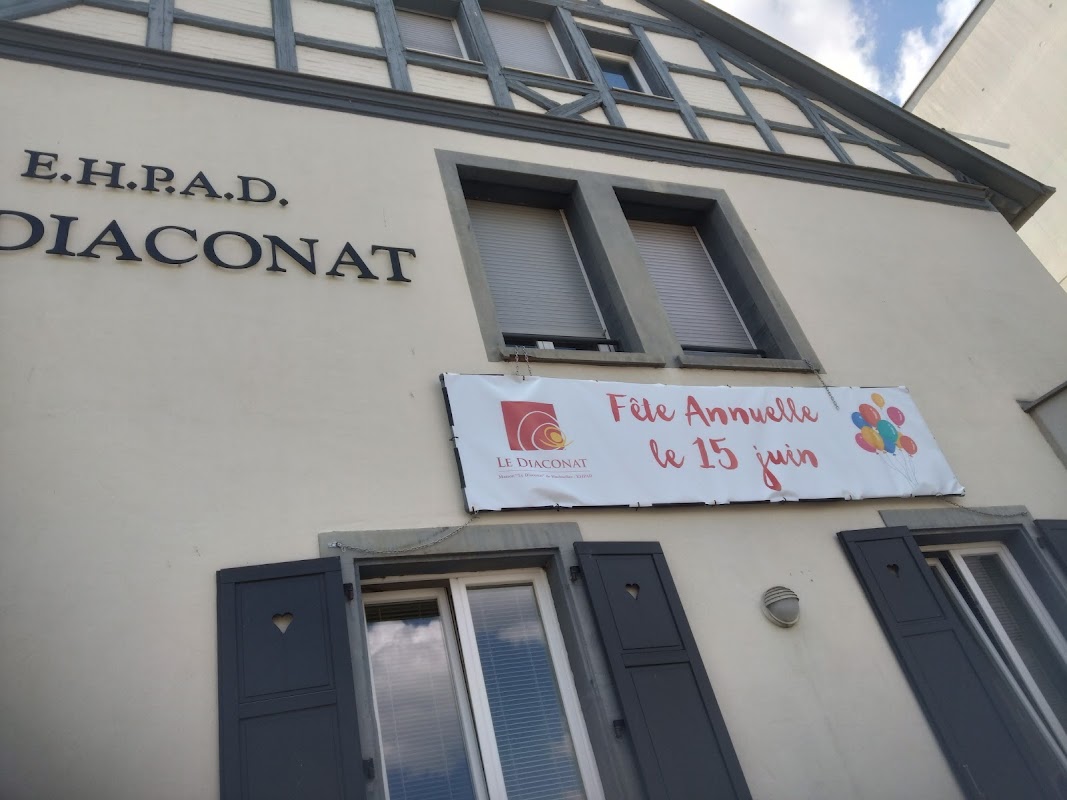 E.H.P.A.D.
DIACONAT
Fête Annuelle
le 15 juin
LE DIACONAT